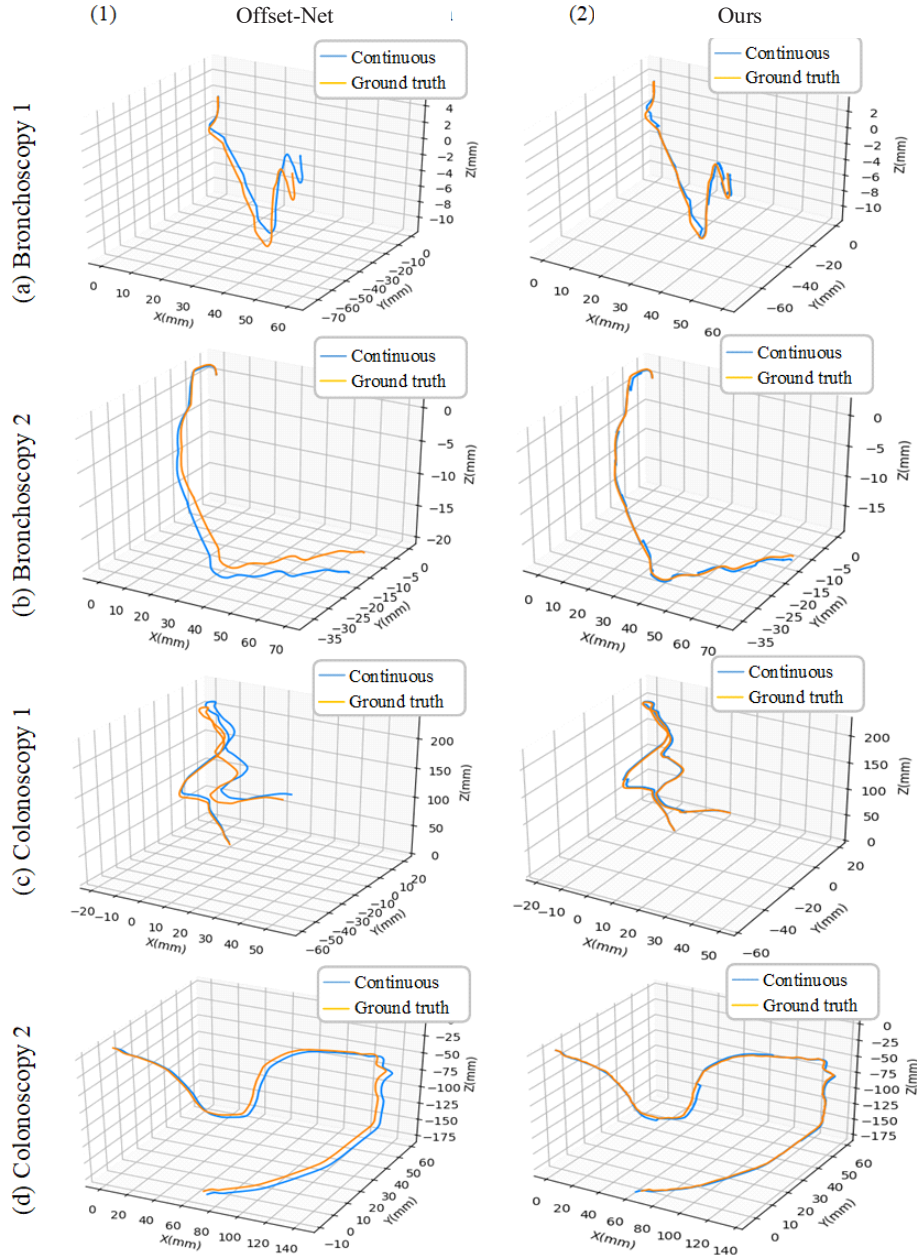 (1) Offset-Net (2) Ours
(a) Bronchoscopy 1
Continuous
Ground truth
4
2
0
−2
−4
−6
−8
−10
Z(mm)
0
−10
−20
−30
−40
−50
−60
−70
Y(mm)
0 10 20 30 40 50 60
X(mm)
Continuous
Ground truth
2
0
−2
−4
−6
−8
−10
Z(mm)
0
−20
−40
−60
Y(mm)
0 10 20 30 40 50 60
X(mm)
(b) Bronchoscopy 2
Continuous
Ground truth
0
−5
−10
−15
−20
Z(mm)
0
−5
−10
−15
−20
−25
−30
−35
Y(mm)
0 10 20 30 40 50 60 70
X(mm)
Continuous
Ground truth
0
−5
−10
−15
Z(mm)
0
−5
−10
−15
−20
−25
−30
−35
Y(mm)
0 10 20 30 40 50 60 70
X(mm)
(c) Colonoscopy 1
Continuous
Ground truth
200
150
100
50
0
Z(mm)
20
10
0
−10
−20
−30
−40
−50
−60
Y(mm)
−20 −10 0 10 20 30 40 50
X(mm)
Continuous
Ground truth
200
150
100
50
0
Z(mm)
20
0
−20
−40
−60
Y(mm)
−20 −10 0 10 20 30 40 50
X(mm)
(d) Colonoscopy 2
Continuous
Ground truth
0
−25
−50
−75
−100
−125
−150
−175
Z(mm)
60
50
40
30
20
10
0
−10
Y(mm)
0 20 40 60 80 100 120 140
X(mm)
Continuous
Ground truth
0
−25
−50
−75
−100
−125
−150
−175
Z(mm)
60
50
40
30
20
10
0
Y(mm)
0 20 40 60 80 100 120 140
X(mm)